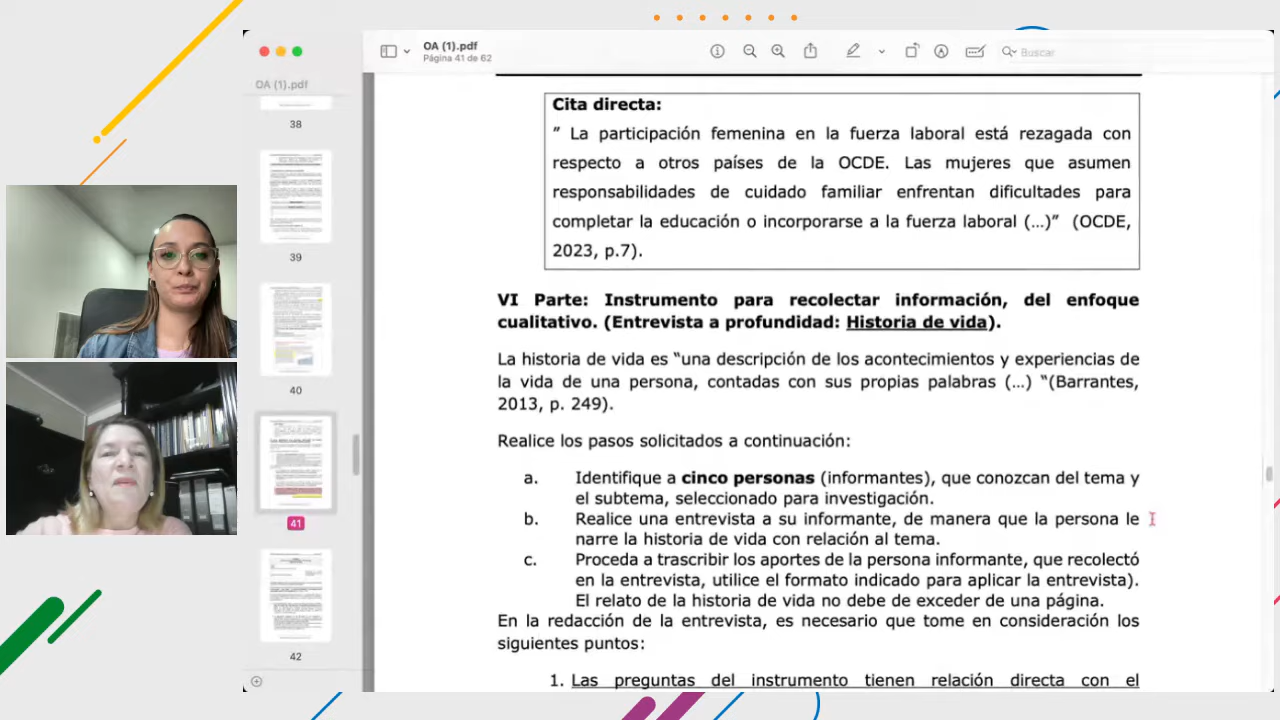 OA (1).pdf
Página 41 de 62
Buscar
OA (1).pdf
38
39
40
41
42
Cita directa:
” La participación femenina en la fuerza laboral está rezagada con
a otros países de la OCDE. Las que asumen
cuidado familiar para
la educación o incorporarse a la fuerza laboral (...)” (OCDE,
2023, p.7).
VI Parte: Instrumento para recolectar información, del enfoque
cualitativo. (Entrevista a profundidad: Historia de vida).
La historia de vida es “una descripción de los acontecimientos y experiencias de
la vida de una persona, contadas con sus propias palabras (...) “(Barrantes,
2013, p. 249).
Realice los pasos solicitados a continuación:
a. Identifique a cinco personas (informantes), que conozcan del tema y
el subtema, seleccionado para investigación.
b. Realice una entrevista a su informante, de manera que la persona le
narre la historia de vida con relación al tema.
c. Proceda a trascribir los aportes de la persona informante, que recolectó
en la entrevista, utilice el formato indicado para aplicar la entrevista).
El relato de la historia de vida no debe de exceder a una página.
En la redacción de la entrevista, es necesario que tome en consideración los
siguientes puntos:
1. Las preguntas del instrumento tienen relación directa con el